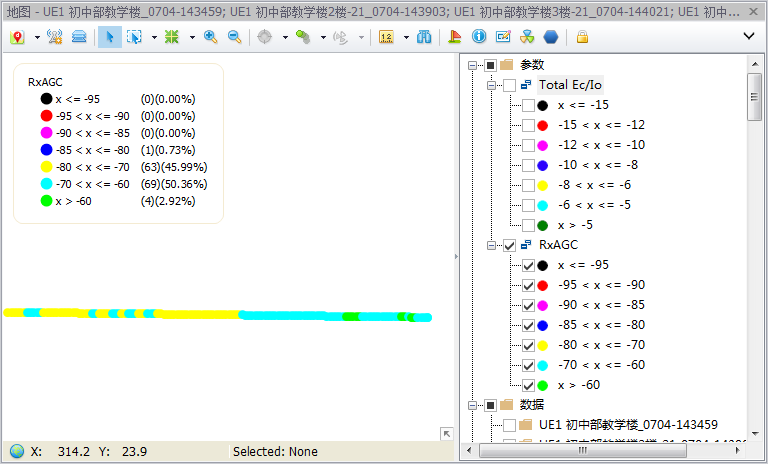 地图 - UE1 初中部教学楼_0704-143459; UE1 初中部教学楼2楼-21_0704-143903; UE1 初中部教学楼3楼-21_0704-144021; UE1 初中...
RxAGC
x <= -95 (0)(0.00%)
-95 < x <= -90 (0)(0.00%)
-90 < x <= -85 (0)(0.00%)
-85 < x <= -80 (1)(0.73%)
-80 < x <= -70 (63)(45.99%)
-70 < x <= -60 (69)(50.36%)
x > -60 (4)(2.92%)
参数
Total Ec/Io
x <= -15
-15 < x <= -12
-12 < x <= -10
-10 < x <= -8
-8 < x <= -6
-6 < x <= -5
x > -5
RxAGC
x <= -95
-95 < x <= -90
-90 < x <= -85
-85 < x <= -80
-80 < x <= -70
-70 < x <= -60
x > -60
数据
UE1 初中部教学楼_0704-143459
X: 314.2 Y: 23.9 Selected: None